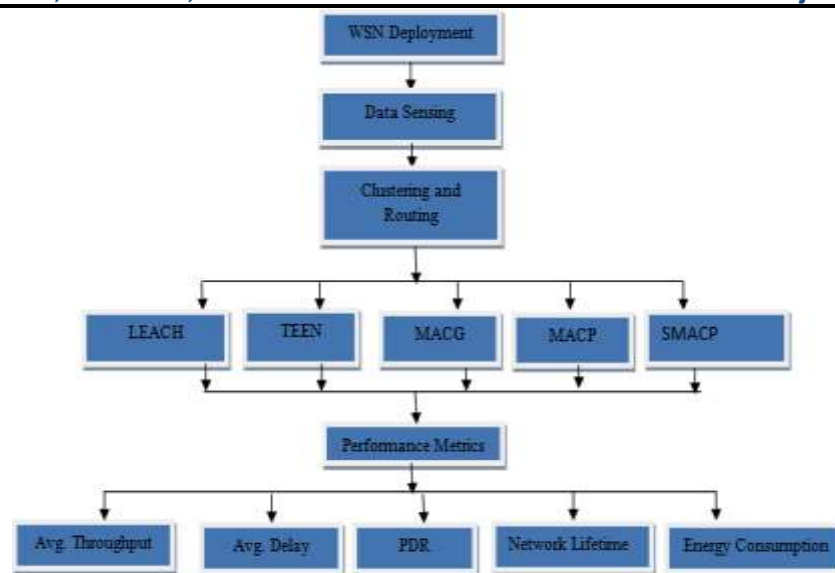 WSN Deployment
Data Sensing
Clustering and
Routing
LEACH
TEEN
MACG
MACP
SMACP
Performance Metrics
Avg. Throughput
Avg. Delay
PDR
Network Lifetime
Energy Consumption